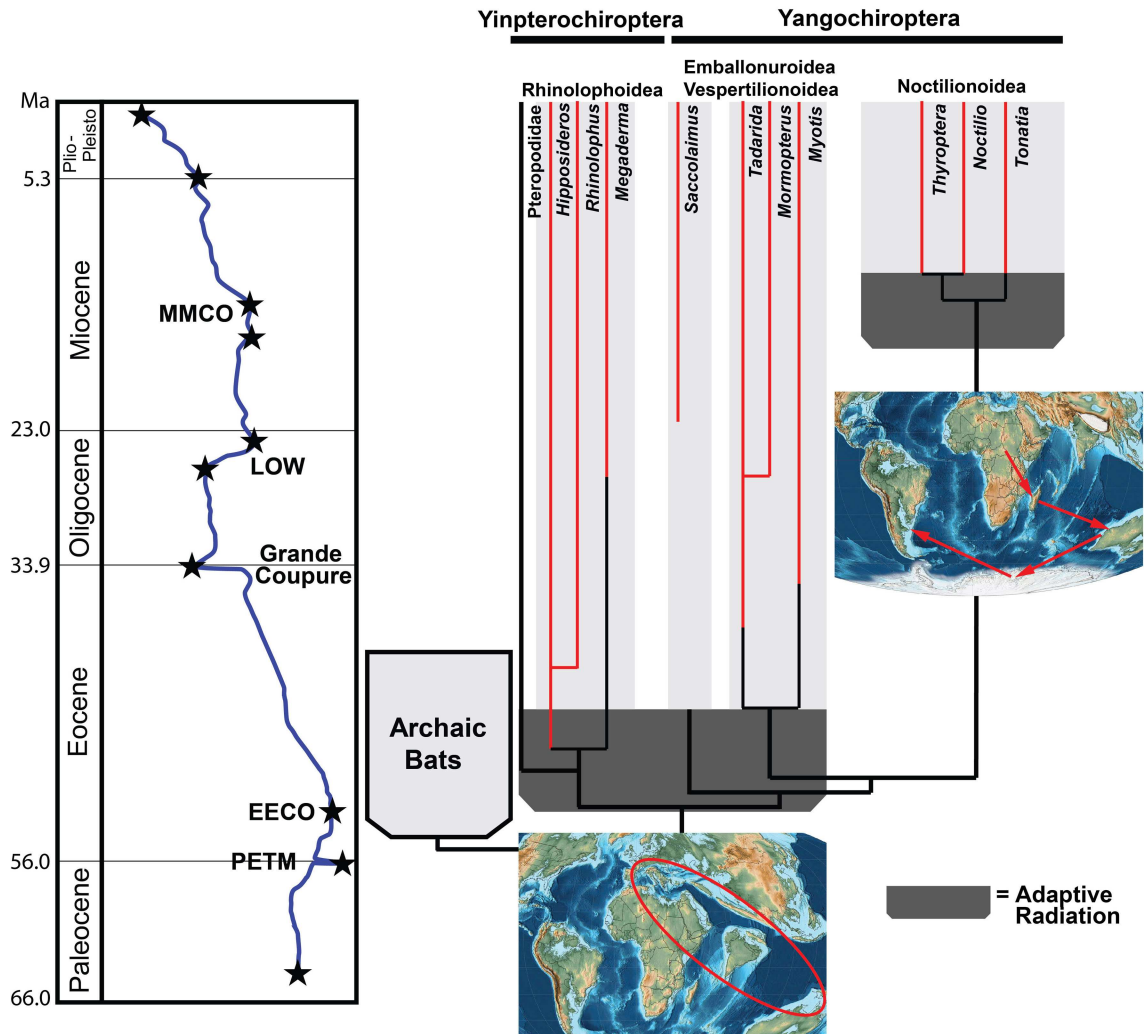 Yinpterochiroptera
Yangochiroptera
Emballonuroidea
Rhinolophoidea
Vespertilionoidea
Noctilionoidea
Pteropodidae
Hipposideros
Rhinolophus
Megaderma
Saccolaimus
Tadarida
Mormopterus
Myotis
Thyroptera
Noctilio
Tonatia
Ma
Plio-
Pleisto
5.3
Miocene
MMCO
23.0
LOW
Oligocene
Grande
Coupure
33.9
Eocene
Archaic
Bats
EECO
PETM
56.0
Paleocene
66.0
= Adaptive
Radiation